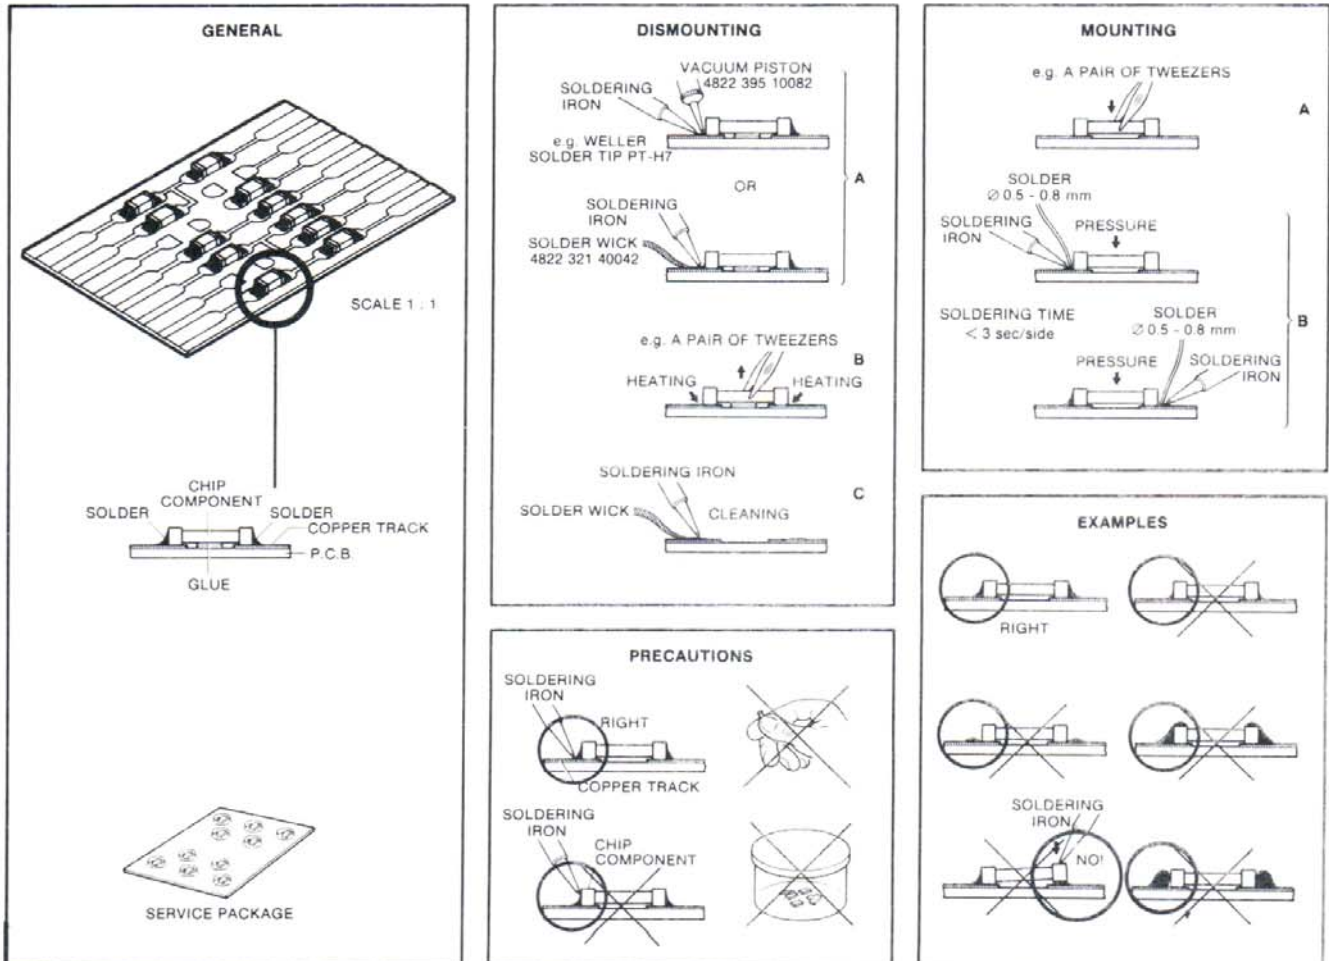 GENERAL
SCALE 1 : 1
CHIP
COMPONENT
SOLDER
SOLDER
COPPER TRACK
P.C.B.
GLUE
SERVICE PACKAGE
DISMOUNTING
VACUUM PISTON
4822 395 10082
SOLDERING
IRON
e.g. WELLER
SOLDER TIP PT-H7
A
OR
SOLDERING
IRON
SOLDER WICK
4822 321 40042
e.g. A PAIR OF TWEEZERS
B
HEATING
HEATING
SOLDERING IRON
C
SOLDER WICK
CLEANING
PRECAUTIONS
SOLDERING
IRON
RIGHT
COPPER TRACK
SOLDERING
IRON
CHIP
COMPONENT
MOUNTING
e.g. A PAIR OF TWEEZERS
A
SOLDER
Ø 0.5 - 0.8 mm
SOLDERING
IRON
PRESSURE
SOLDERING TIME
< 3 sec/side
SOLDER
Ø 0.5 - 0.8 mm
B
PRESSURE
SOLDERING
IRON
EXAMPLES
RIGHT
SOLDERING
IRON
NO!